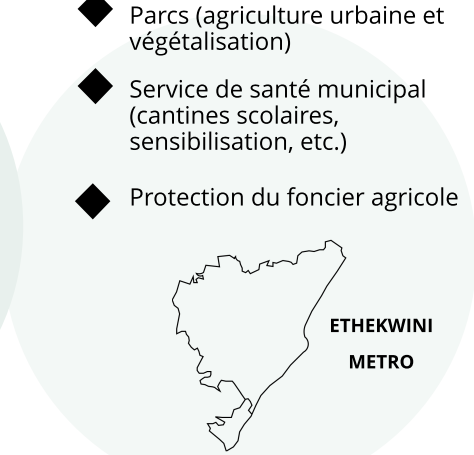 Parcs (agriculture urbaine et
végétalisation)
Service de santé municipal
(cantines scolaires,
sensibilisation, etc.)
Protection du foncier agricole
ETHEKWINI
METRO